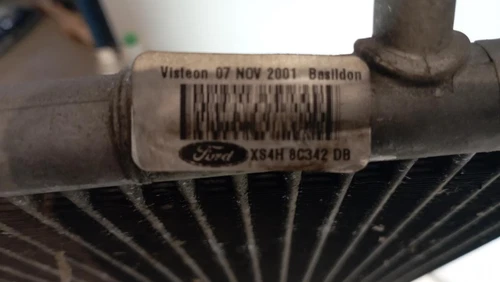 Visteon 07 NOV 2001 Basildon
Ford XS4H 8C342 DB